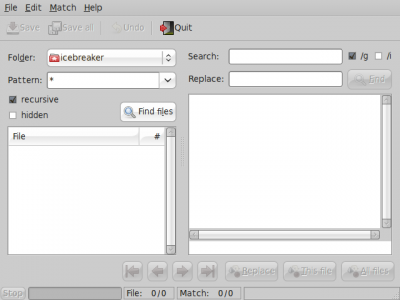 File Edit Match Help
Save Save all Undo Quit
Folder: icebreaker
Pattern: *
recursive
hidden
Find files
File #
Search: /g /i
Replace: Find
Replace This file All files
Stop File: 0/0 Match: 0/0